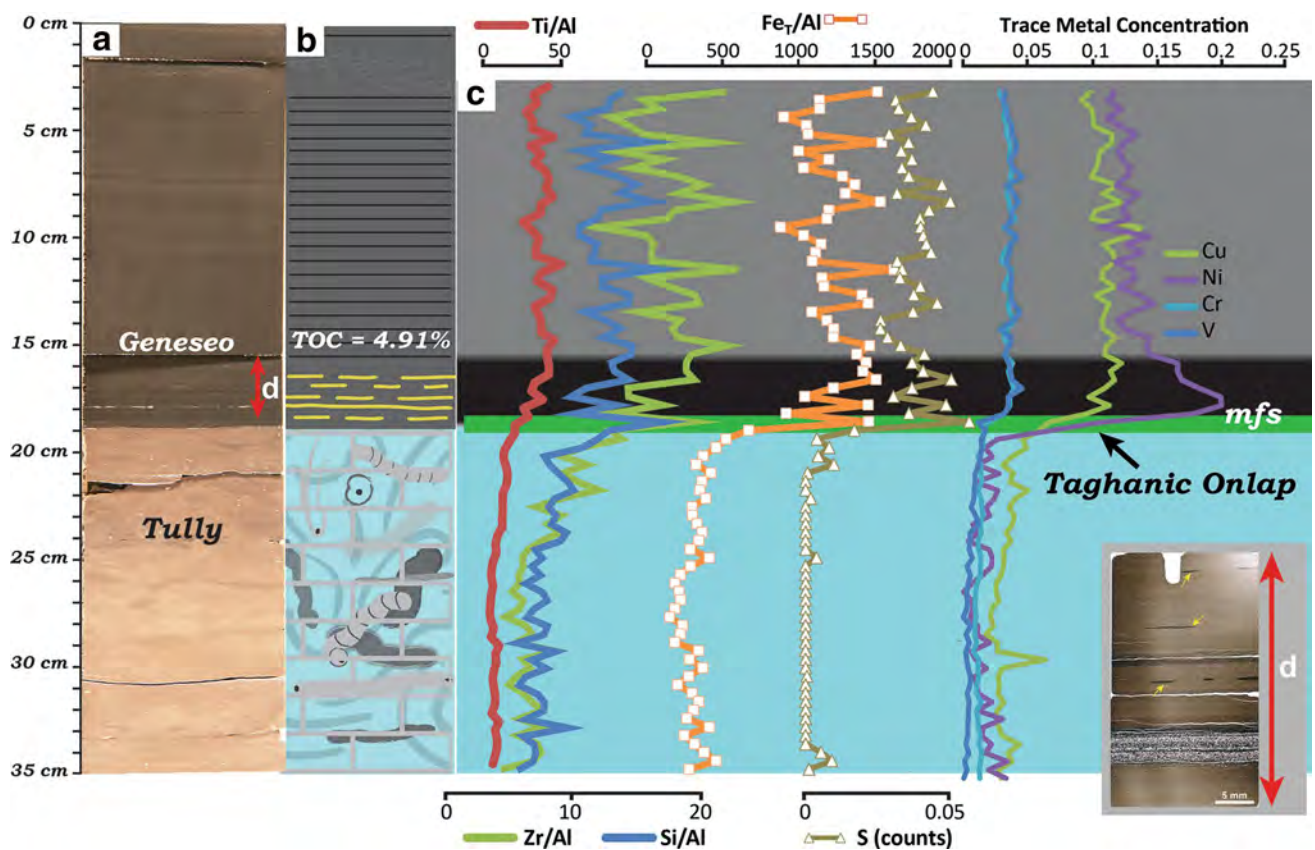 Ti/Al
Fe_T/Al
Trace Metal Concentration
0 50
0 500 1000 1500 2000
0 0.05 0.1 0.15 0.2 0.25
0 cm
a
b
c
5 cm
10 cm
Cu
Ni
Cr
V
Geneseo
TOC = 4.91%
15 cm
d
mfs
20 cm
Taghanic Onlap
Tully
25 cm
d
30 cm
5 mm
35 cm
0 10 20
0 0.05
Zr/Al
Si/Al
S (counts)